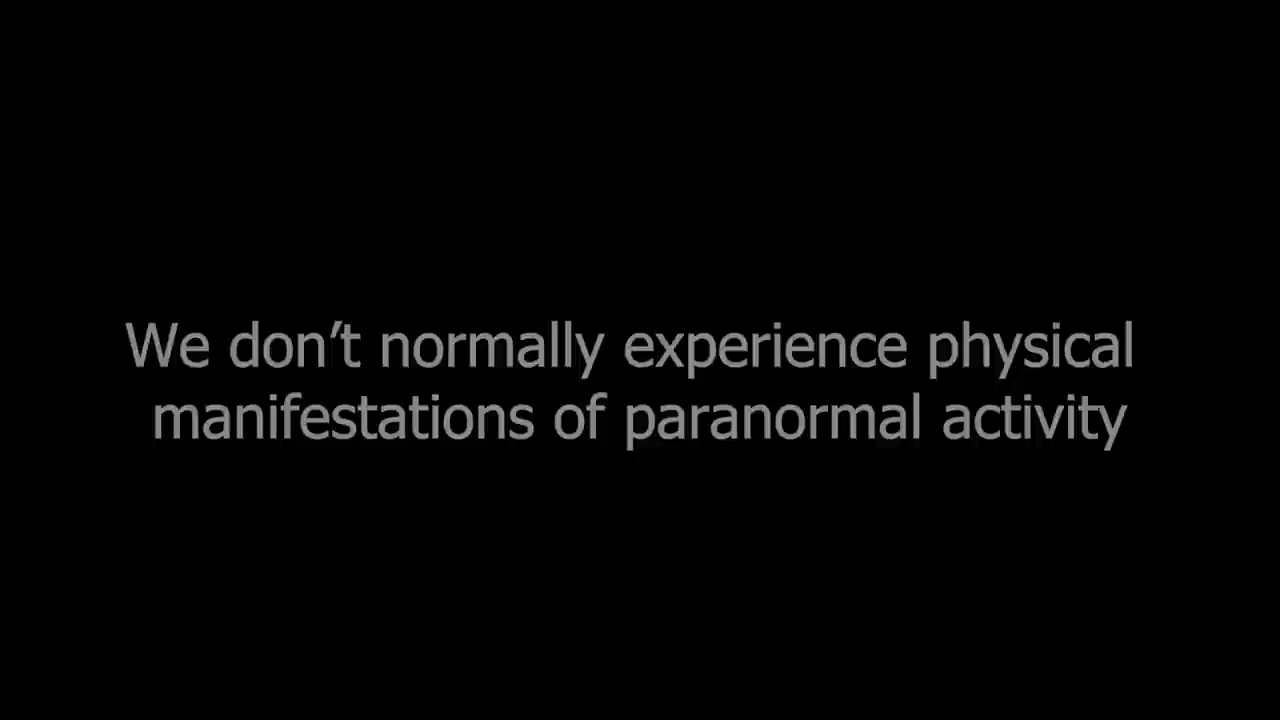 We don’t normally experience physical
manifestations of paranormal activity